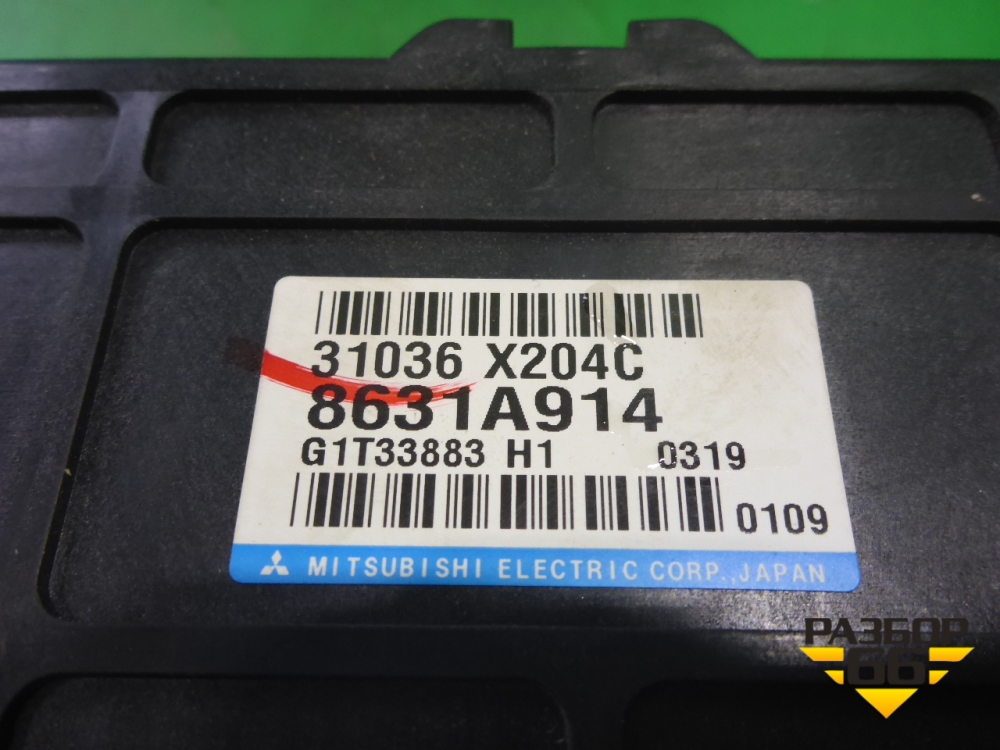 31036 X204C
8631A914
G1T33883 H1 0319
0109
MITSUBISHI ELECTRIC CORP., JAPAN
РАЗБОР
66